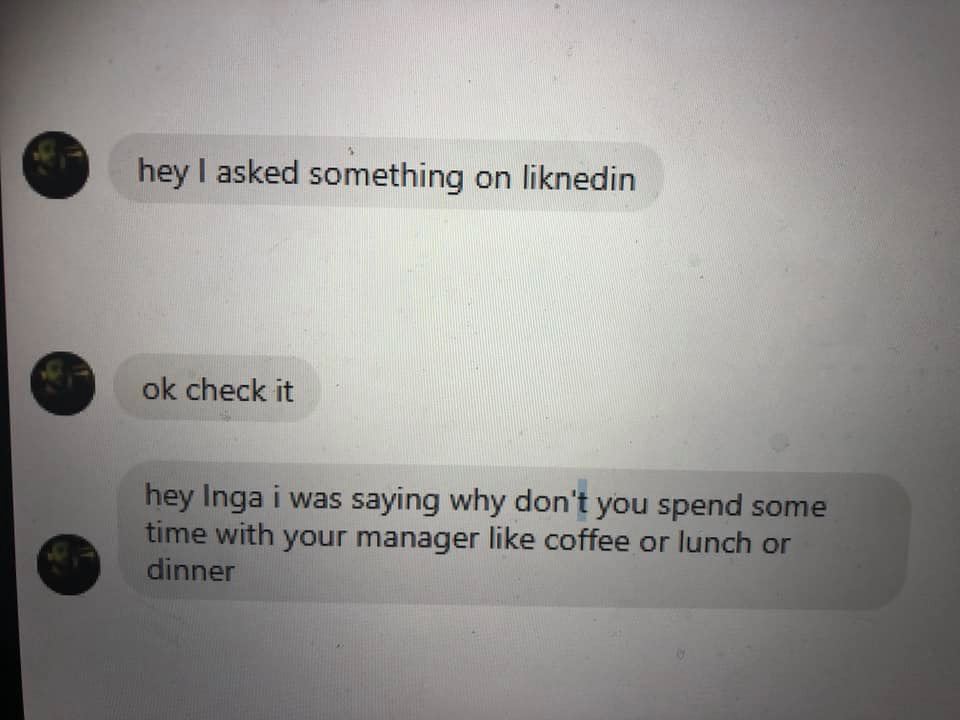 hey I asked something on liknedin
ok check it
hey Inga i was saying why don't you spend some
time with your manager like coffee or lunch or
dinner